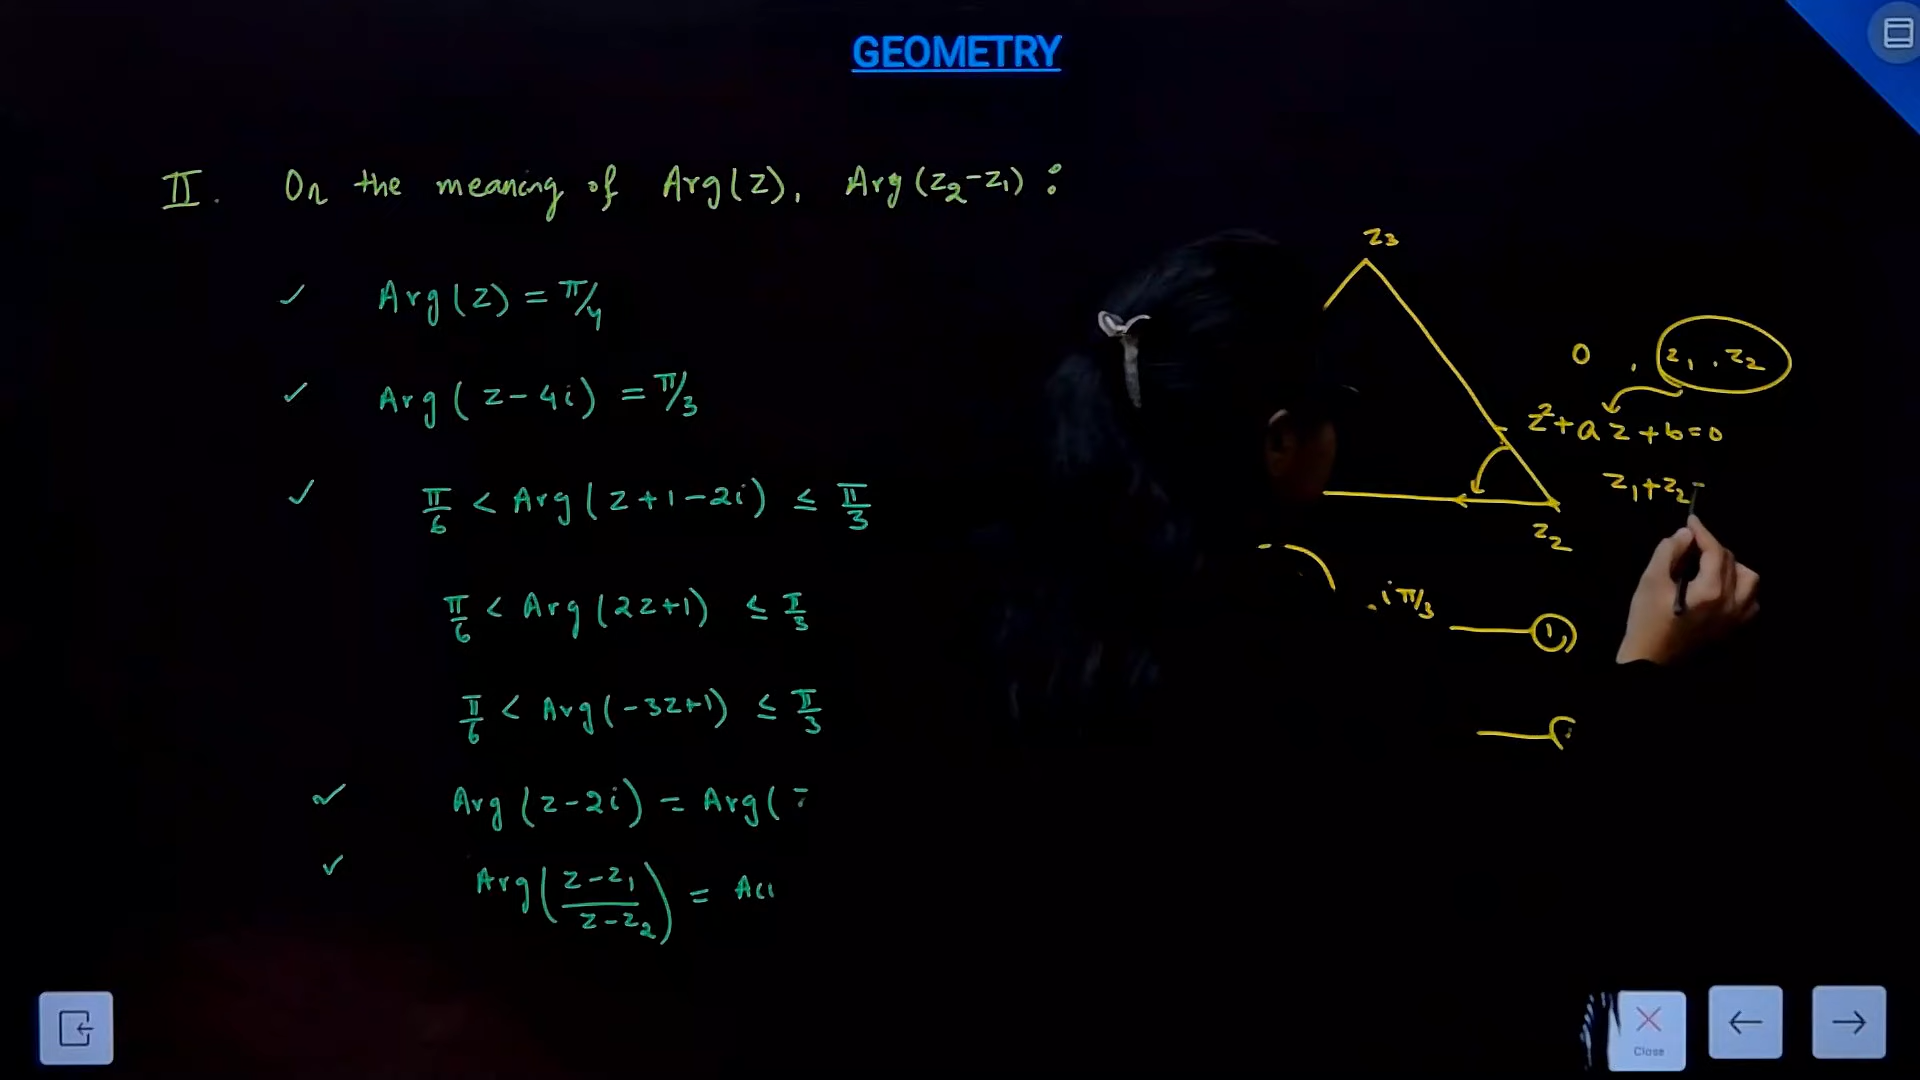 GEOMETRY
II. On the meaning of Arg(z), Arg(z₂-z₁) :
✓ Arg(z) = π/4
✓ Arg(z-4i) = π/3
✓ π/6 < Arg(z+1-2i) ≤ π/3
π/6 < Arg(2z+1) ≤ π/3
π/6 < Arg(-3z+1) ≤ π/3
✓ Arg(z-2i) = Arg(
✓ Arg((z-z₁)/(z-z₂)) =
z₃
0 , z₁, z₂
z²+az+b=0
z₁+z₂
z₂
iπ/3
1
Close